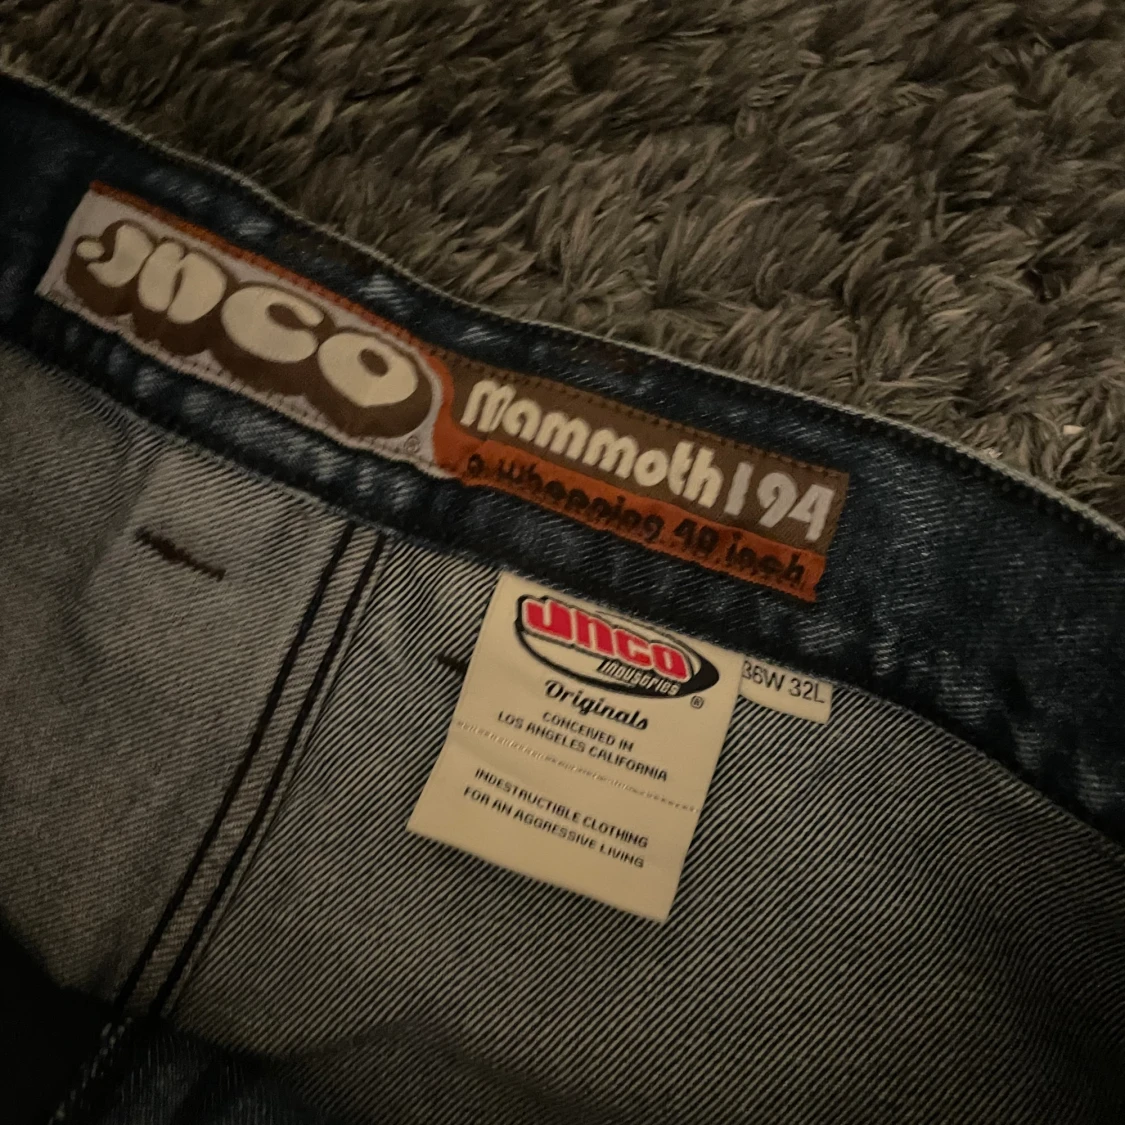 JNCO
®
Mammoth 194
a whopping 40 inch
JNCO
INDUSTRIES
®
Originals
CONCEIVED IN
LOS ANGELES CALIFORNIA
INDESTRUCTIBLE CLOTHING
FOR AN AGGRESSIVE LIVING
36W 32L